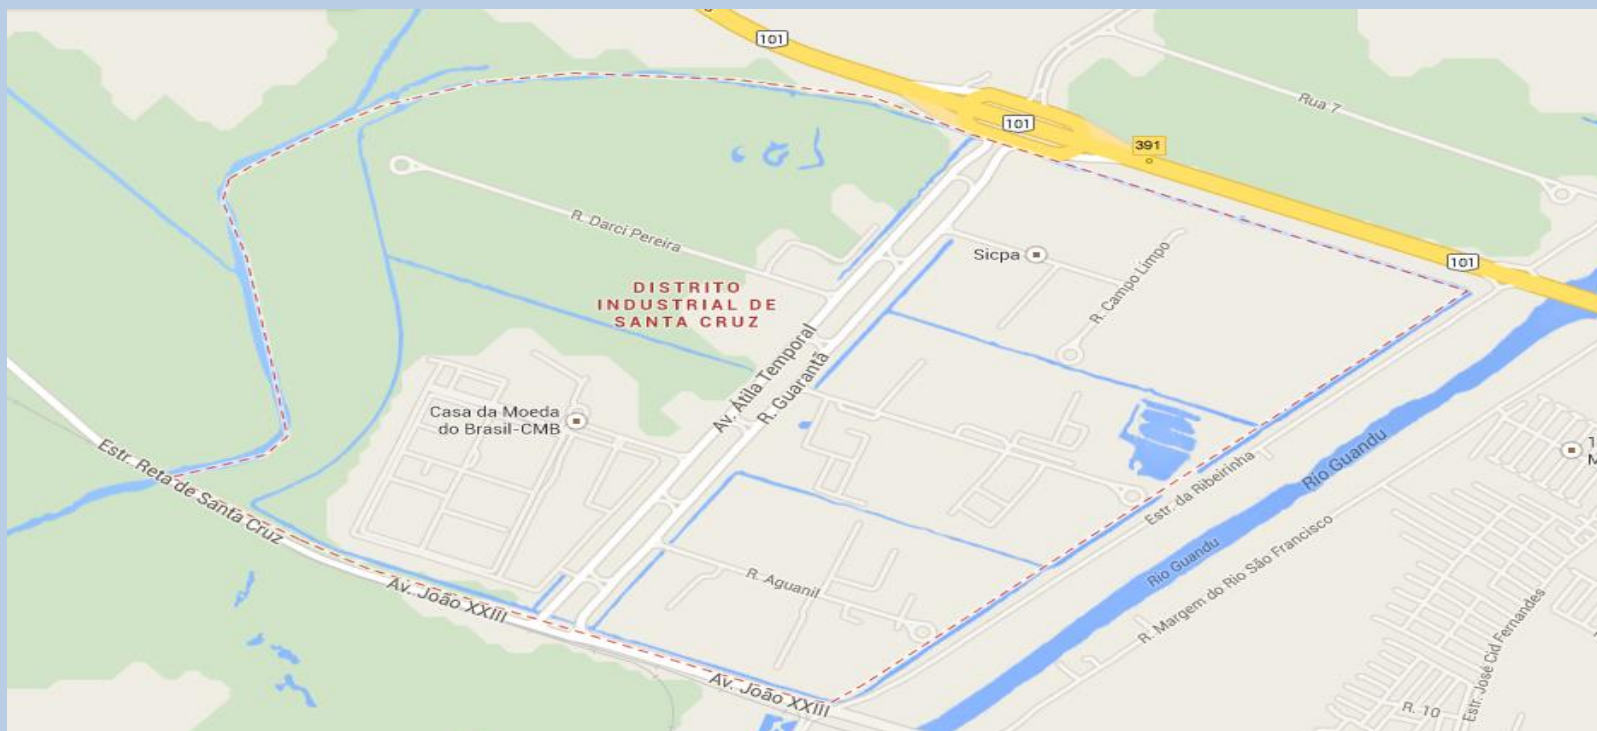 101
101
Rua 7
391
R. Darci Pereira
Sicpa
101
R. Campo Limpo
DISTRITO
INDUSTRIAL DE
SANTA CRUZ
Av. Átila Temporal
R. Guarantã
Casa da Moeda
do Brasil-CMB
Estr. Reta de Santa Cruz
Estr. da Ribeirinha
Rio Guandu
1
M
Rio Guandu
R. Margem do Rio São Francisco
R. Aguanil
Av. João XXIII
Av. João XXIII
Estr. José Cid Fernandes
R. 10